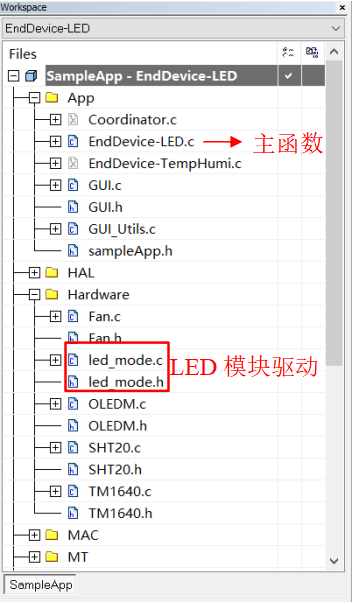 Workspace
EndDevice-LED
Files
SampleApp - EndDevice-LED
App
Coordinator.c
EndDevice-LED.c 主函数
EndDevice-TempHumi.c
GUI.c
GUI.h
GUI_Utils.c
sampleApp.h
HAL
Hardware
Fan.c
Fan.h
led_mode.c
LED 模块驱动
led_mode.h
OLEDM.c
OLEDM.h
SHT20.c
SHT20.h
TM1640.c
TM1640.h
MAC
MT
SampleApp